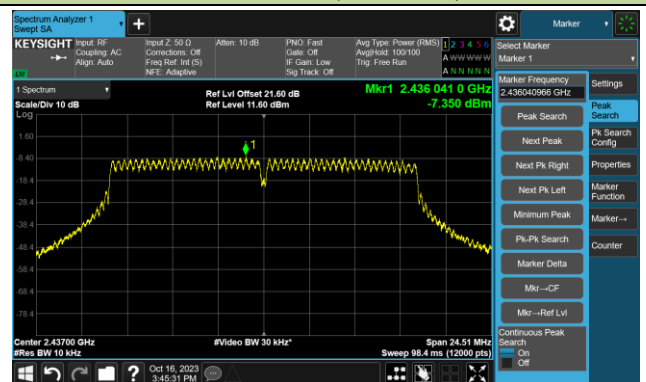 Spectrum Analyzer 1
Swept SA
Marker
KEYSIGHT
Input: RF
Coupling: AC
Align: Auto
Input Z: 50 Ω
Corrections: Off
Freq Ref: Int (S)
NFE: Adaptive
Atten: 10 dB
PNO: Fast
Gate: Off
IF Gain: Low
Sig Track: Off
Avg Type: Power (RMS)
Avg|Hold: 100/100
Trig: Free Run
1 2 3 4 5 6
A W W W W W
A N N N N N
Select Marker
Marker 1
1 Spectrum
Scale/Div 10 dB
Log
Ref Lvl Offset 21.60 dB
Ref Level 11.60 dBm
Mkr1 2.436 041 0 GHz
-7.350 dBm
1.60
-8.40
-18.4
-28.4
-38.4
-48.4
-58.4
-68.4
-78.4
1
Center 2.43700 GHz
#Res BW 10 kHz
#Video BW 30 kHz*
Span 24.51 MHz
Sweep 98.4 ms (12000 pts)
Marker Frequency
2.436040966 GHz
Peak Search
Next Peak
Next Pk Right
Next Pk Left
Minimum Peak
Pk-Pk Search
Marker Delta
Mkr→CF
Mkr→Ref Lvl
Continuous Peak
Search
On
Off
Settings
Peak
Search
Pk Search
Config
Properties
Marker
Function
Marker→
Counter
?
Oct 16, 2023
3:45:31 PM